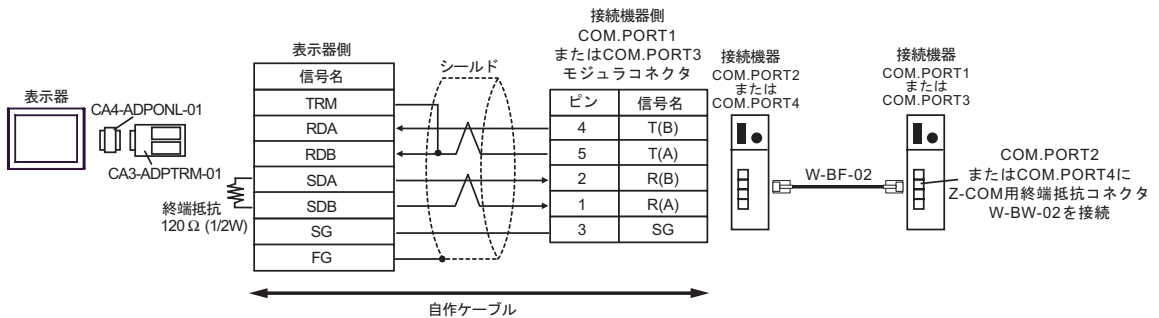 表示器
CA4-ADPONL-01
CA3-ADPTRM-01
終端抵抗
120 Ω (1/2W)
表示器側
信号名
TRM
RDA
RDB
SDA
SDB
SG
FG
シールド
接続機器側
COM.PORT1
またはCOM.PORT3
モジュラコネクタ
ピン 信号名
4 T(B)
5 T(A)
2 R(B)
1 R(A)
3 SG
自作ケーブル
接続機器
COM.PORT2
または
COM.PORT4
W-BF-02
接続機器
COM.PORT1
または
COM.PORT3
COM.PORT2
またはCOM.PORT4に
Z-COM用終端抵抗コネクタ
W-BW-02を接続